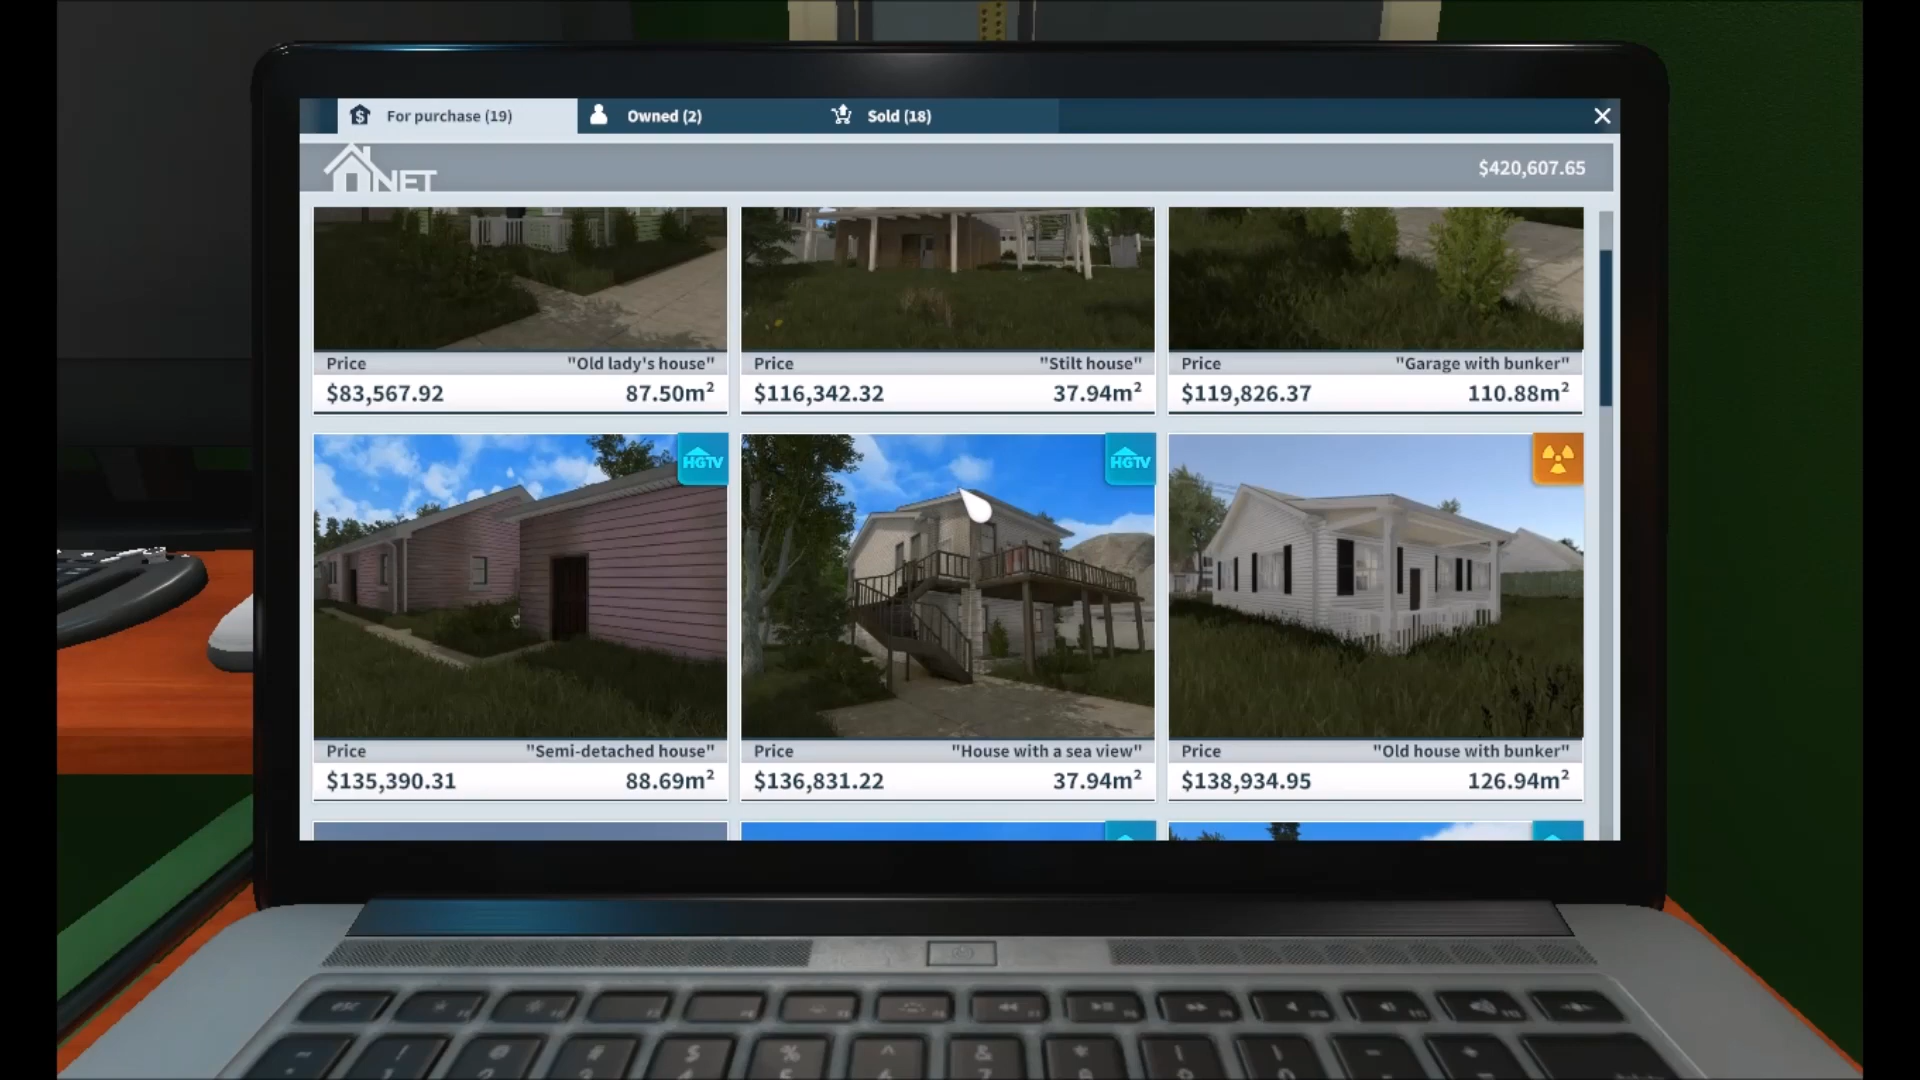 For purchase (19)
Owned (2)
Sold (18)
NET
$420,607.65
Price "Old lady's house"
$83,567.92 87.50m²
Price "Stilt house"
$116,342.32 37.94m²
Price "Garage with bunker"
$119,826.37 110.88m²
HGTV
HGTV
Price "Semi-detached house"
$135,390.31 88.69m²
Price "House with a sea view"
$136,831.22 37.94m²
Price "Old house with bunker"
$138,934.95 126.94m²
esc